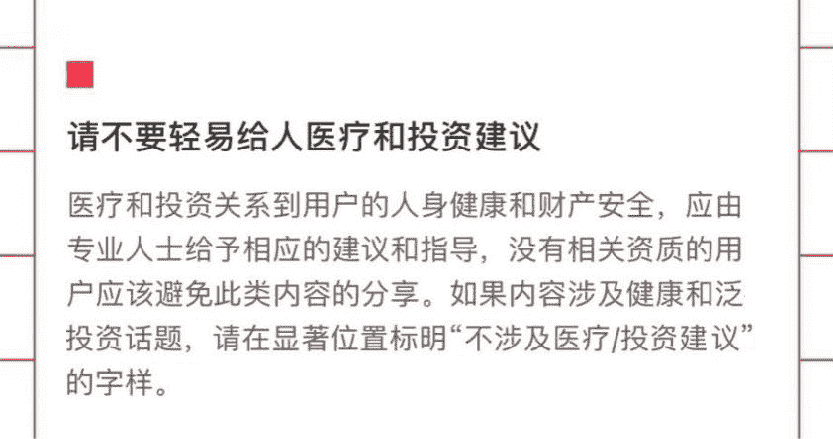 请不要轻易给人医疗和投资建议
医疗和投资关系到用户的人身健康和财产安全，应由
专业人士给予相应的建议和指导，没有相关资质的用
户应该避免此类内容的分享。如果内容涉及健康和泛
投资话题，请在显著位置标明“不涉及医疗/投资建议”
的字样。